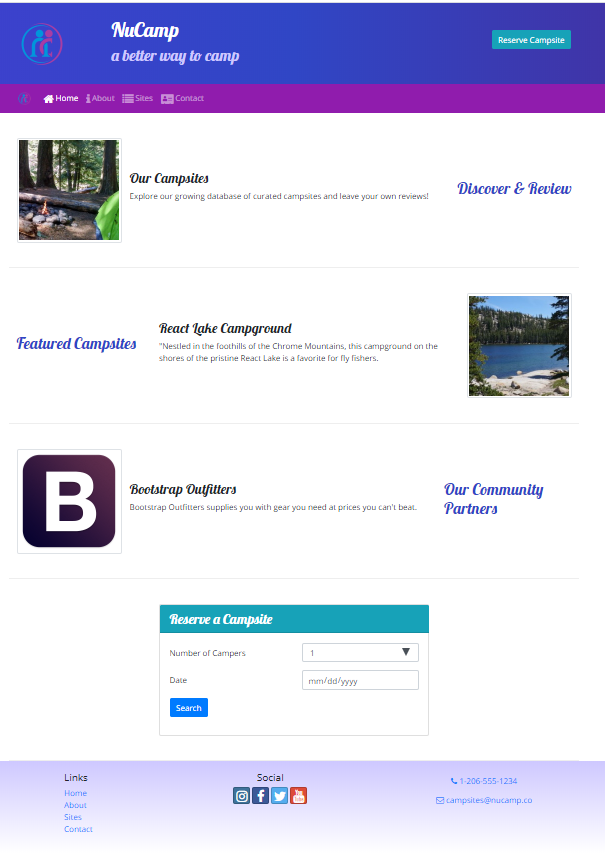 NuCamp
a better way to camp
Reserve Campsite
Home About Sites Contact
Our Campsites
Explore our growing database of curated campsites and leave your own reviews!
Discover & Review
Featured Campsites
React Lake Campground
"Nestled in the foothills of the Chrome Mountains, this campground on the
shores of the pristine React Lake is a favorite for fly fishers.
B
Bootstrap Outfitters
Bootstrap Outfitters supplies you with gear you need at prices you can't beat.
Our Community
Partners
Reserve a Campsite
Number of Campers 1
Date mm/dd/yyyy
Search
Links
Home
About
Sites
Contact
Social
1-206-555-1234
campsites@nucamp.co